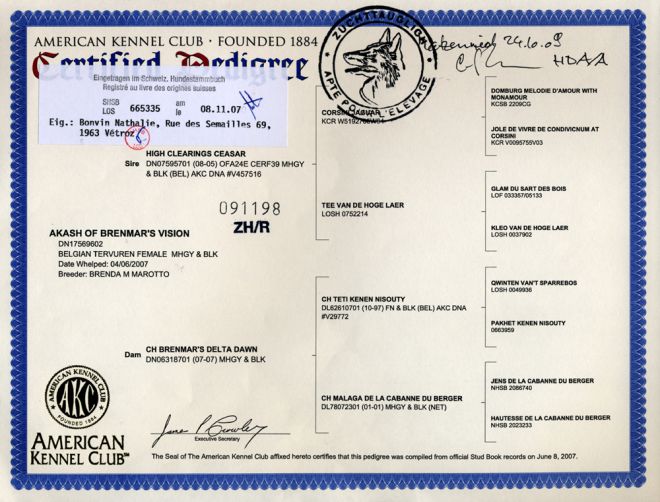 AMERICAN KENNEL CLUB · FOUNDED 1884
Certified Pedigree
ZUCHTTAUGLICH
APTE POUR L'ELEVAGE
24.10.09
Eingetragen im Schweiz. Hundestammbuch
Registré au livre des origines suisses
SHSB
LOS 665335 am le 08.11.07
Eig.: Bonvin Nathalie, Rue des Semailles 69,
1963 Vétroz
Sire HIGH CLEARINGS CEASAR
DN07595701 (08-05) OFA24E CERF39 MHGY
& BLK (BEL) AKC DNA #V457516
091198
ZH/R
AKASH OF BRENMAR'S VISION
DN17569602
BELGIAN TERVUREN FEMALE MHGY & BLK
Date Whelped: 04/06/2007
Breeder: BRENDA M MAROTTO
Dam CH BRENMAR'S DELTA DAWN
DN06318701 (07-07) MHGY & BLK
CORSINI
KCR
TEE VAN DE HOGE LAER
LOSH 0752214
CH TETI KENEN NISOUTY
DL62610701 (10-97) FN & BLK (BEL) AKC DNA
#V29772
CH MALAGA DE LA CABANNE DU BERGER
DL78072301 (01-01) MHGY & BLK (NET)
DOMBURG MELODIE D'AMOUR WITH
MONAMOUR
KCSB 2209CG
JOLE DE VIVRE DE CONDIVICNUM AT
CORSINI
KCR V0095755V03
GLAM DU SART DES BOIS
LOF 033357/05133
KLEO VAN DE HOGE LAER
LOSH 0037902
QWINTEN VAN'T SPARREBOS
LOSH 0049936
PAKHET KENEN NISOUTY
0663959
JENS DE LA CABANNE DU BERGER
NHSB 2086740
HAUTESSE DE LA CABANNE DU BERGER
NHSB 2023233
AMERICAN KENNEL CLUB
AKC
FOUNDED 1884
AMERICAN
KENNEL CLUB℠
Executive Secretary
The Seal of The American Kennel Club affixed hereto certifies that this pedigree was compiled from official Stud Book records on June 8, 2007.